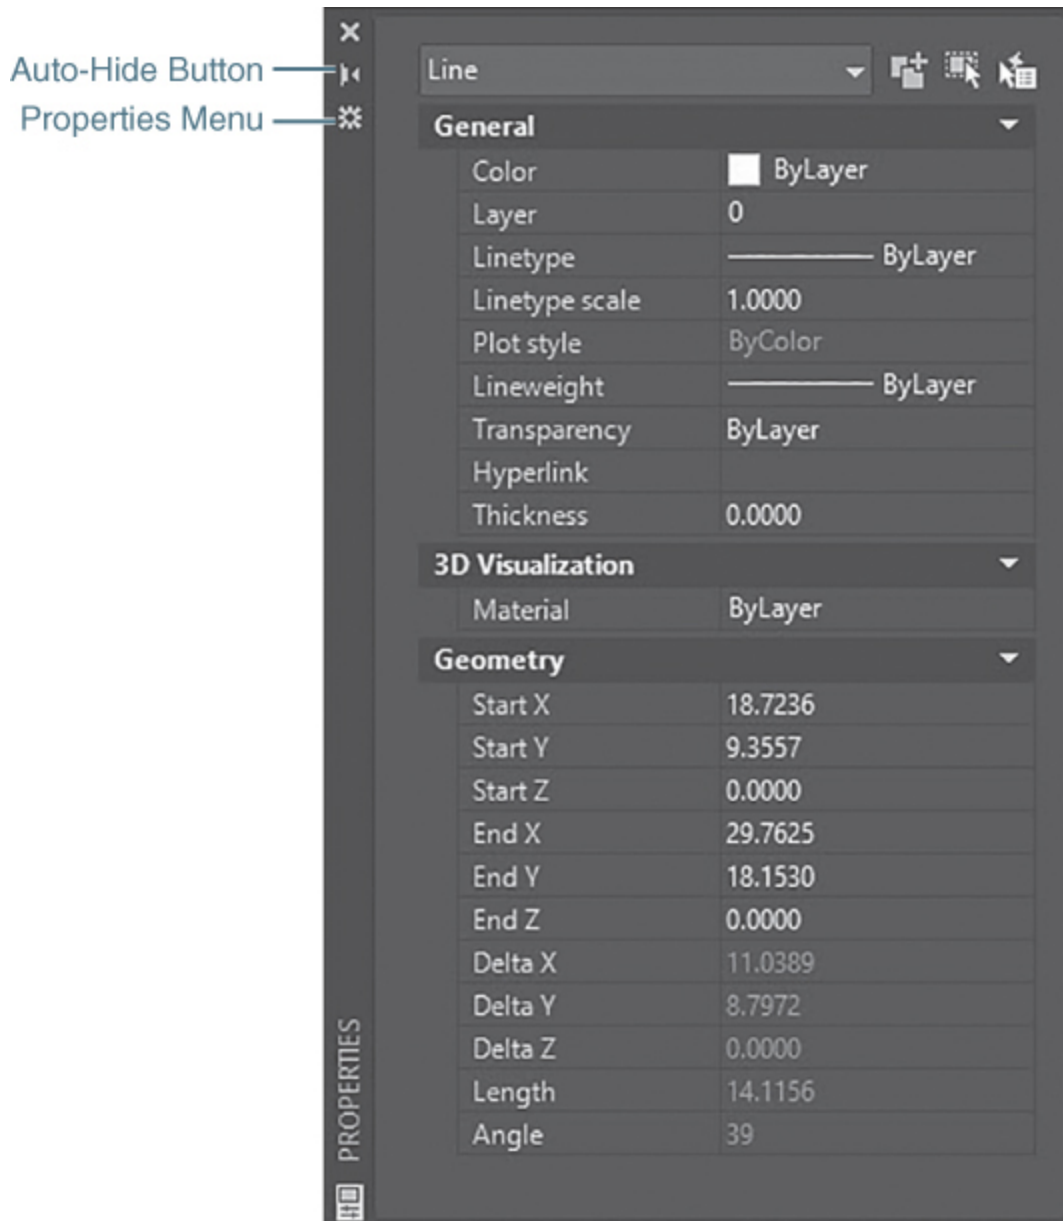 Auto-Hide Button
Properties Menu
Line
General
Color ByLayer
Layer 0
Linetype ByLayer
Linetype scale 1.0000
Plot style ByColor
Lineweight ByLayer
Transparency ByLayer
Hyperlink
Thickness 0.0000
3D Visualization
Material ByLayer
Geometry
Start X 18.7236
Start Y 9.3557
Start Z 0.0000
End X 29.7625
End Y 18.1530
End Z 0.0000
Delta X 11.0389
Delta Y 8.7972
Delta Z 0.0000
Length 14.1156
Angle 39
PROPERTIES